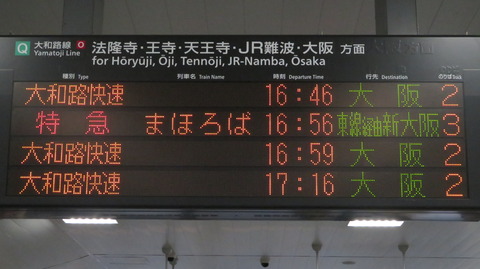 Q 大和路線 O 法隆寺・王寺・天王寺・JR難波・大阪 方面
Yamatoji Line for Hōryūji, Ōji, Tennōji, JR-Namba, Ōsaka
種別 Type 列車名 Train Name 時刻 Departure Time 行先 Destination のりば Track
大和路快速 16:46 大阪 2
特急 まほろば 16:56 東線経由新大阪 3
大和路快速 16:59 大阪 2
大和路快速 17:16 大阪 2